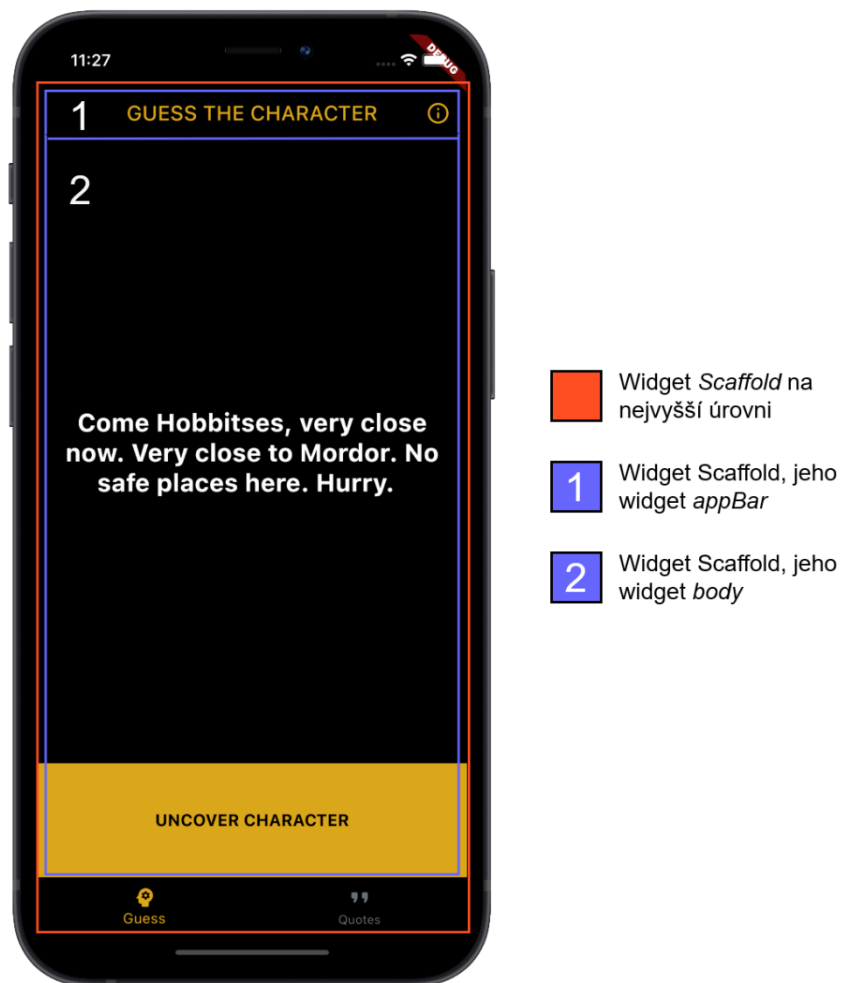 11:27
DEBUG
1 GUESS THE CHARACTER
2
Come Hobbitses, very close
now. Very close to Mordor. No
safe places here. Hurry.
UNCOVER CHARACTER
Guess
Quotes
Widget Scaffold na
nejvyšší úrovni
1
Widget Scaffold, jeho
widget appBar
2
Widget Scaffold, jeho
widget body